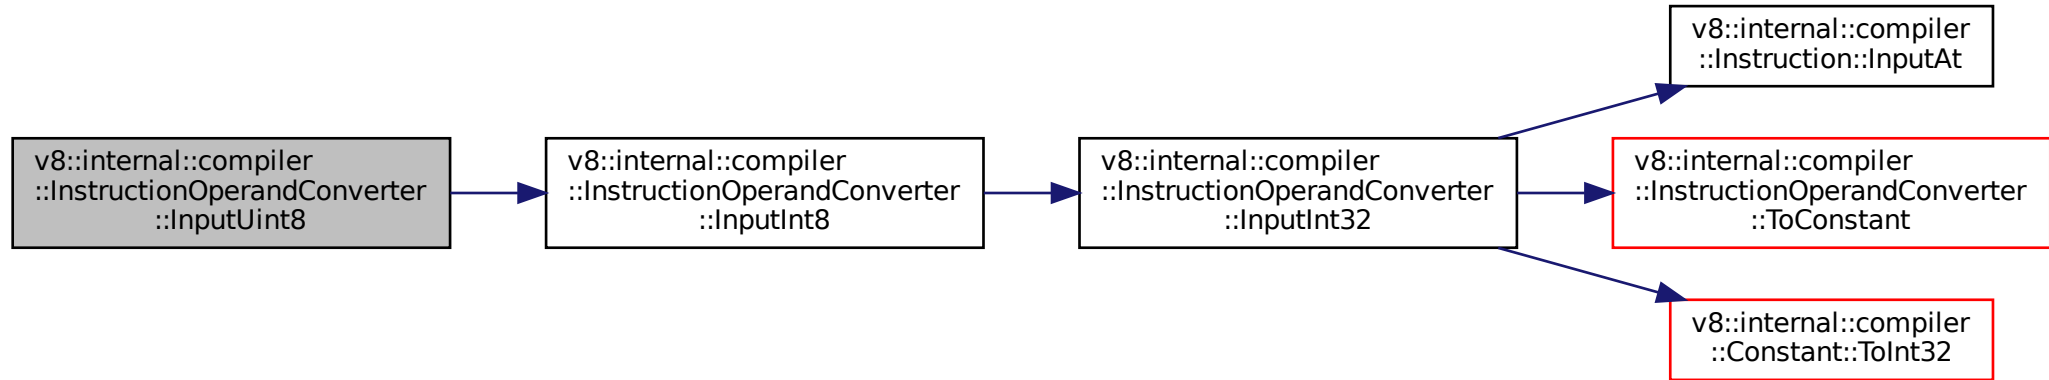 v8::internal::compiler
::InstructionOperandConverter
::InputUint8
v8::internal::compiler
::InstructionOperandConverter
::InputInt8
v8::internal::compiler
::InstructionOperandConverter
::InputInt32
v8::internal::compiler
::Instruction::InputAt
v8::internal::compiler
::InstructionOperandConverter
::ToConstant
v8::internal::compiler
::Constant::ToInt32